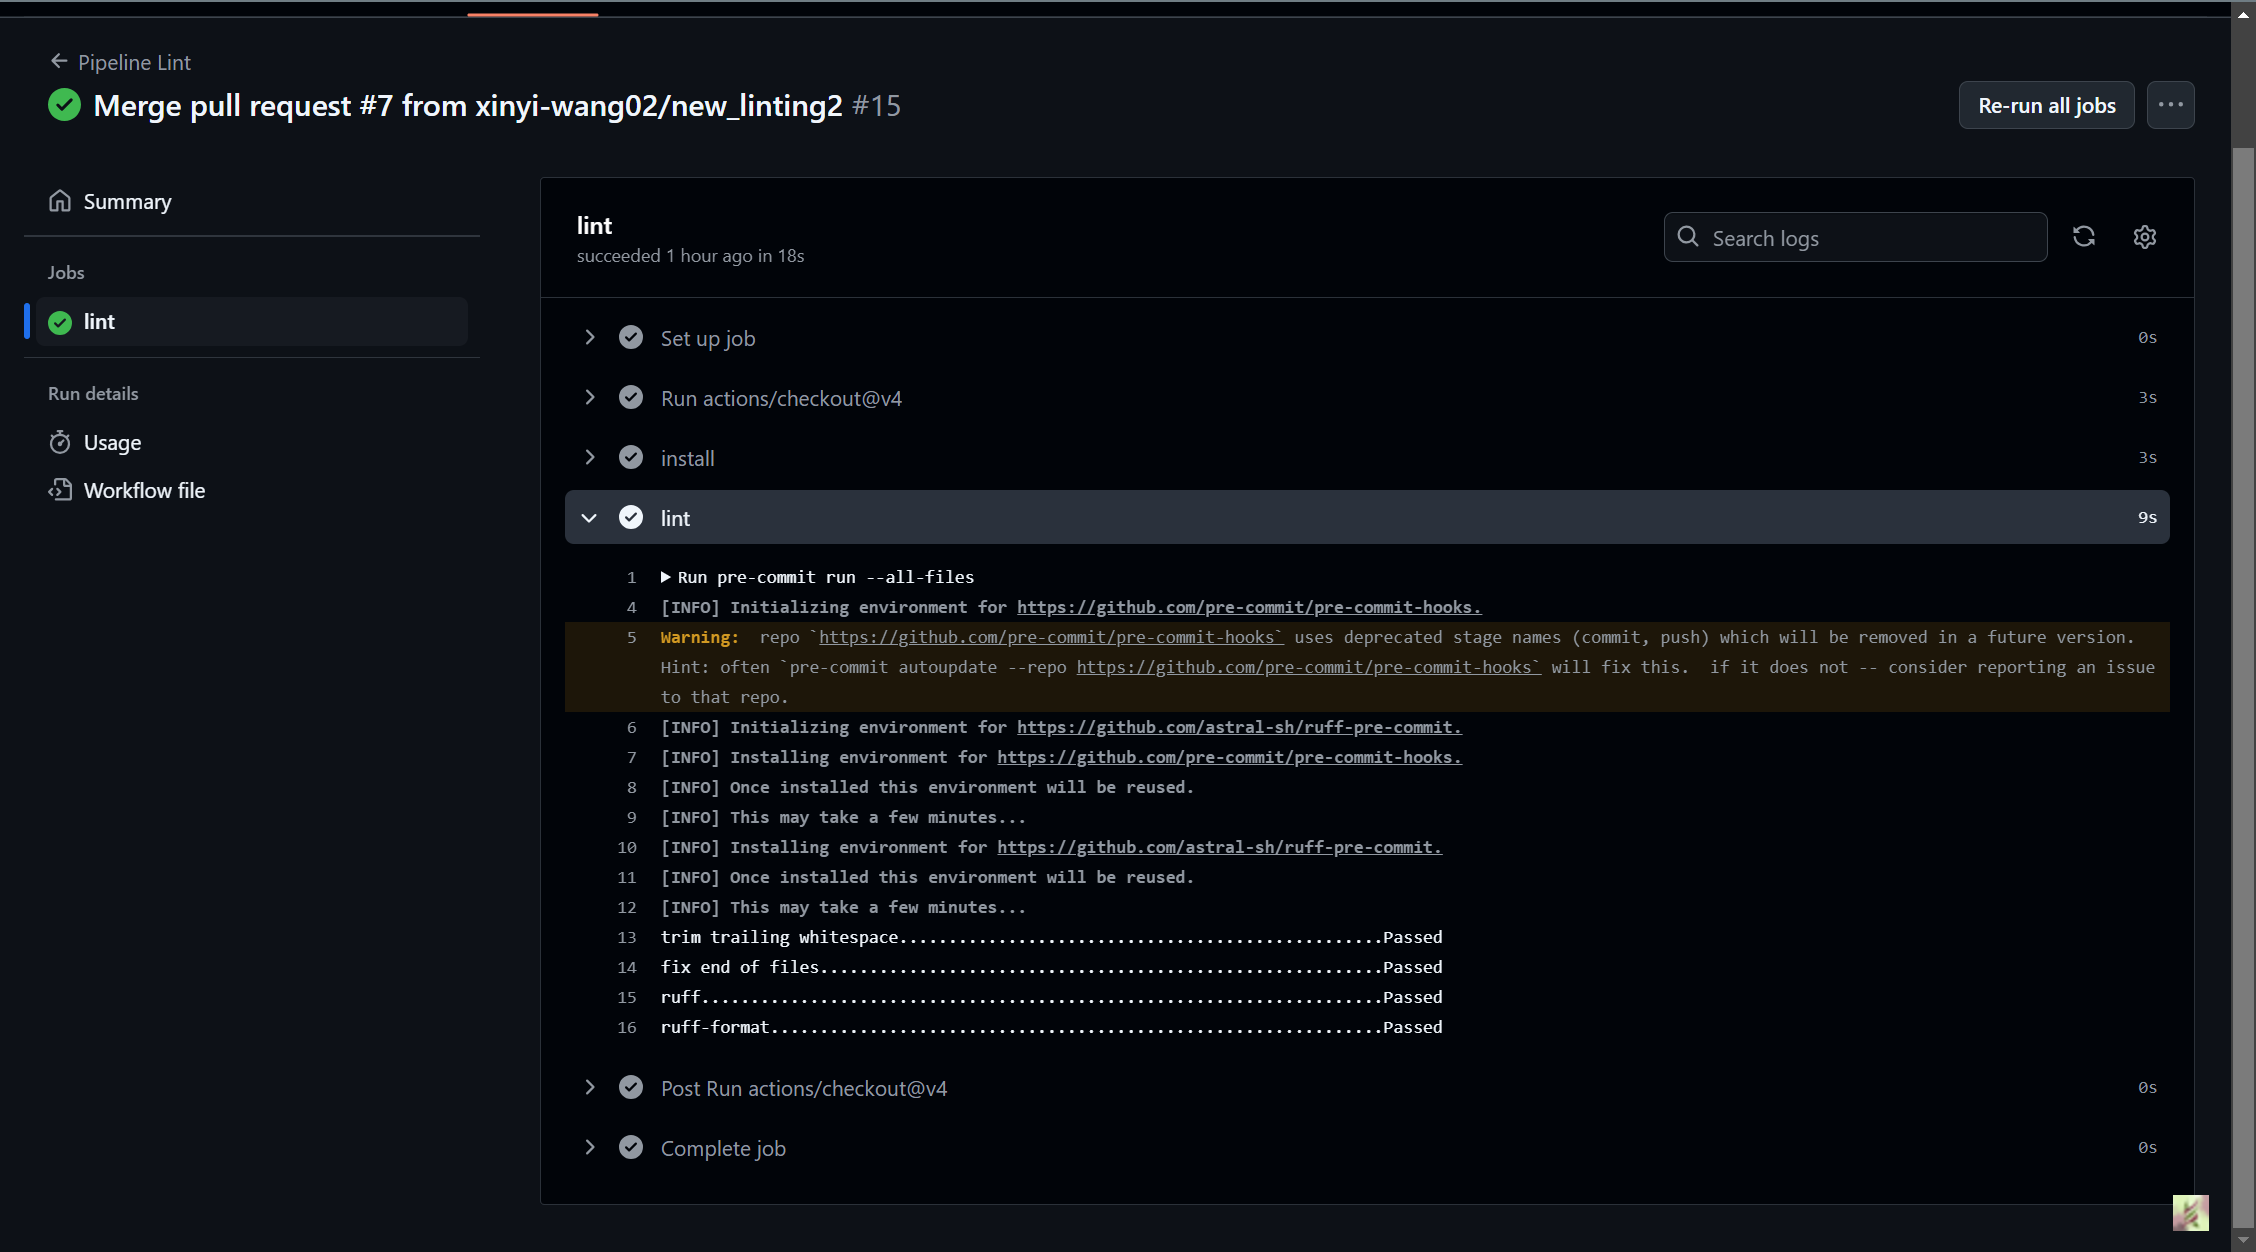 Pipeline Lint
Merge pull request #7 from xinyi-wang02/new_linting2 #15
Re-run all jobs
Summary
Jobs
lint
Run details
Usage
Workflow file
lint
succeeded 1 hour ago in 18s
Search logs
Set up job 0s
Run actions/checkout@v4 3s
install 3s
lint 9s
1 Run pre-commit run --all-files
4 [INFO] Initializing environment for https://github.com/pre-commit/pre-commit-hooks.
5 Warning:  repo `https://github.com/pre-commit/pre-commit-hooks` uses deprecated stage names (commit, push) which will be removed in a future version.
Hint: often `pre-commit autoupdate --repo https://github.com/pre-commit/pre-commit-hooks` will fix this.  if it does not -- consider reporting an issue
to that repo.
6 [INFO] Initializing environment for https://github.com/astral-sh/ruff-pre-commit.
7 [INFO] Installing environment for https://github.com/pre-commit/pre-commit-hooks.
8 [INFO] Once installed this environment will be reused.
9 [INFO] This may take a few minutes...
10 [INFO] Installing environment for https://github.com/astral-sh/ruff-pre-commit.
11 [INFO] Once installed this environment will be reused.
12 [INFO] This may take a few minutes...
13 trim trailing whitespace.................................................Passed
14 fix end of files.........................................................Passed
15 ruff.....................................................................Passed
16 ruff-format..............................................................Passed
Post Run actions/checkout@v4 0s
Complete job 0s